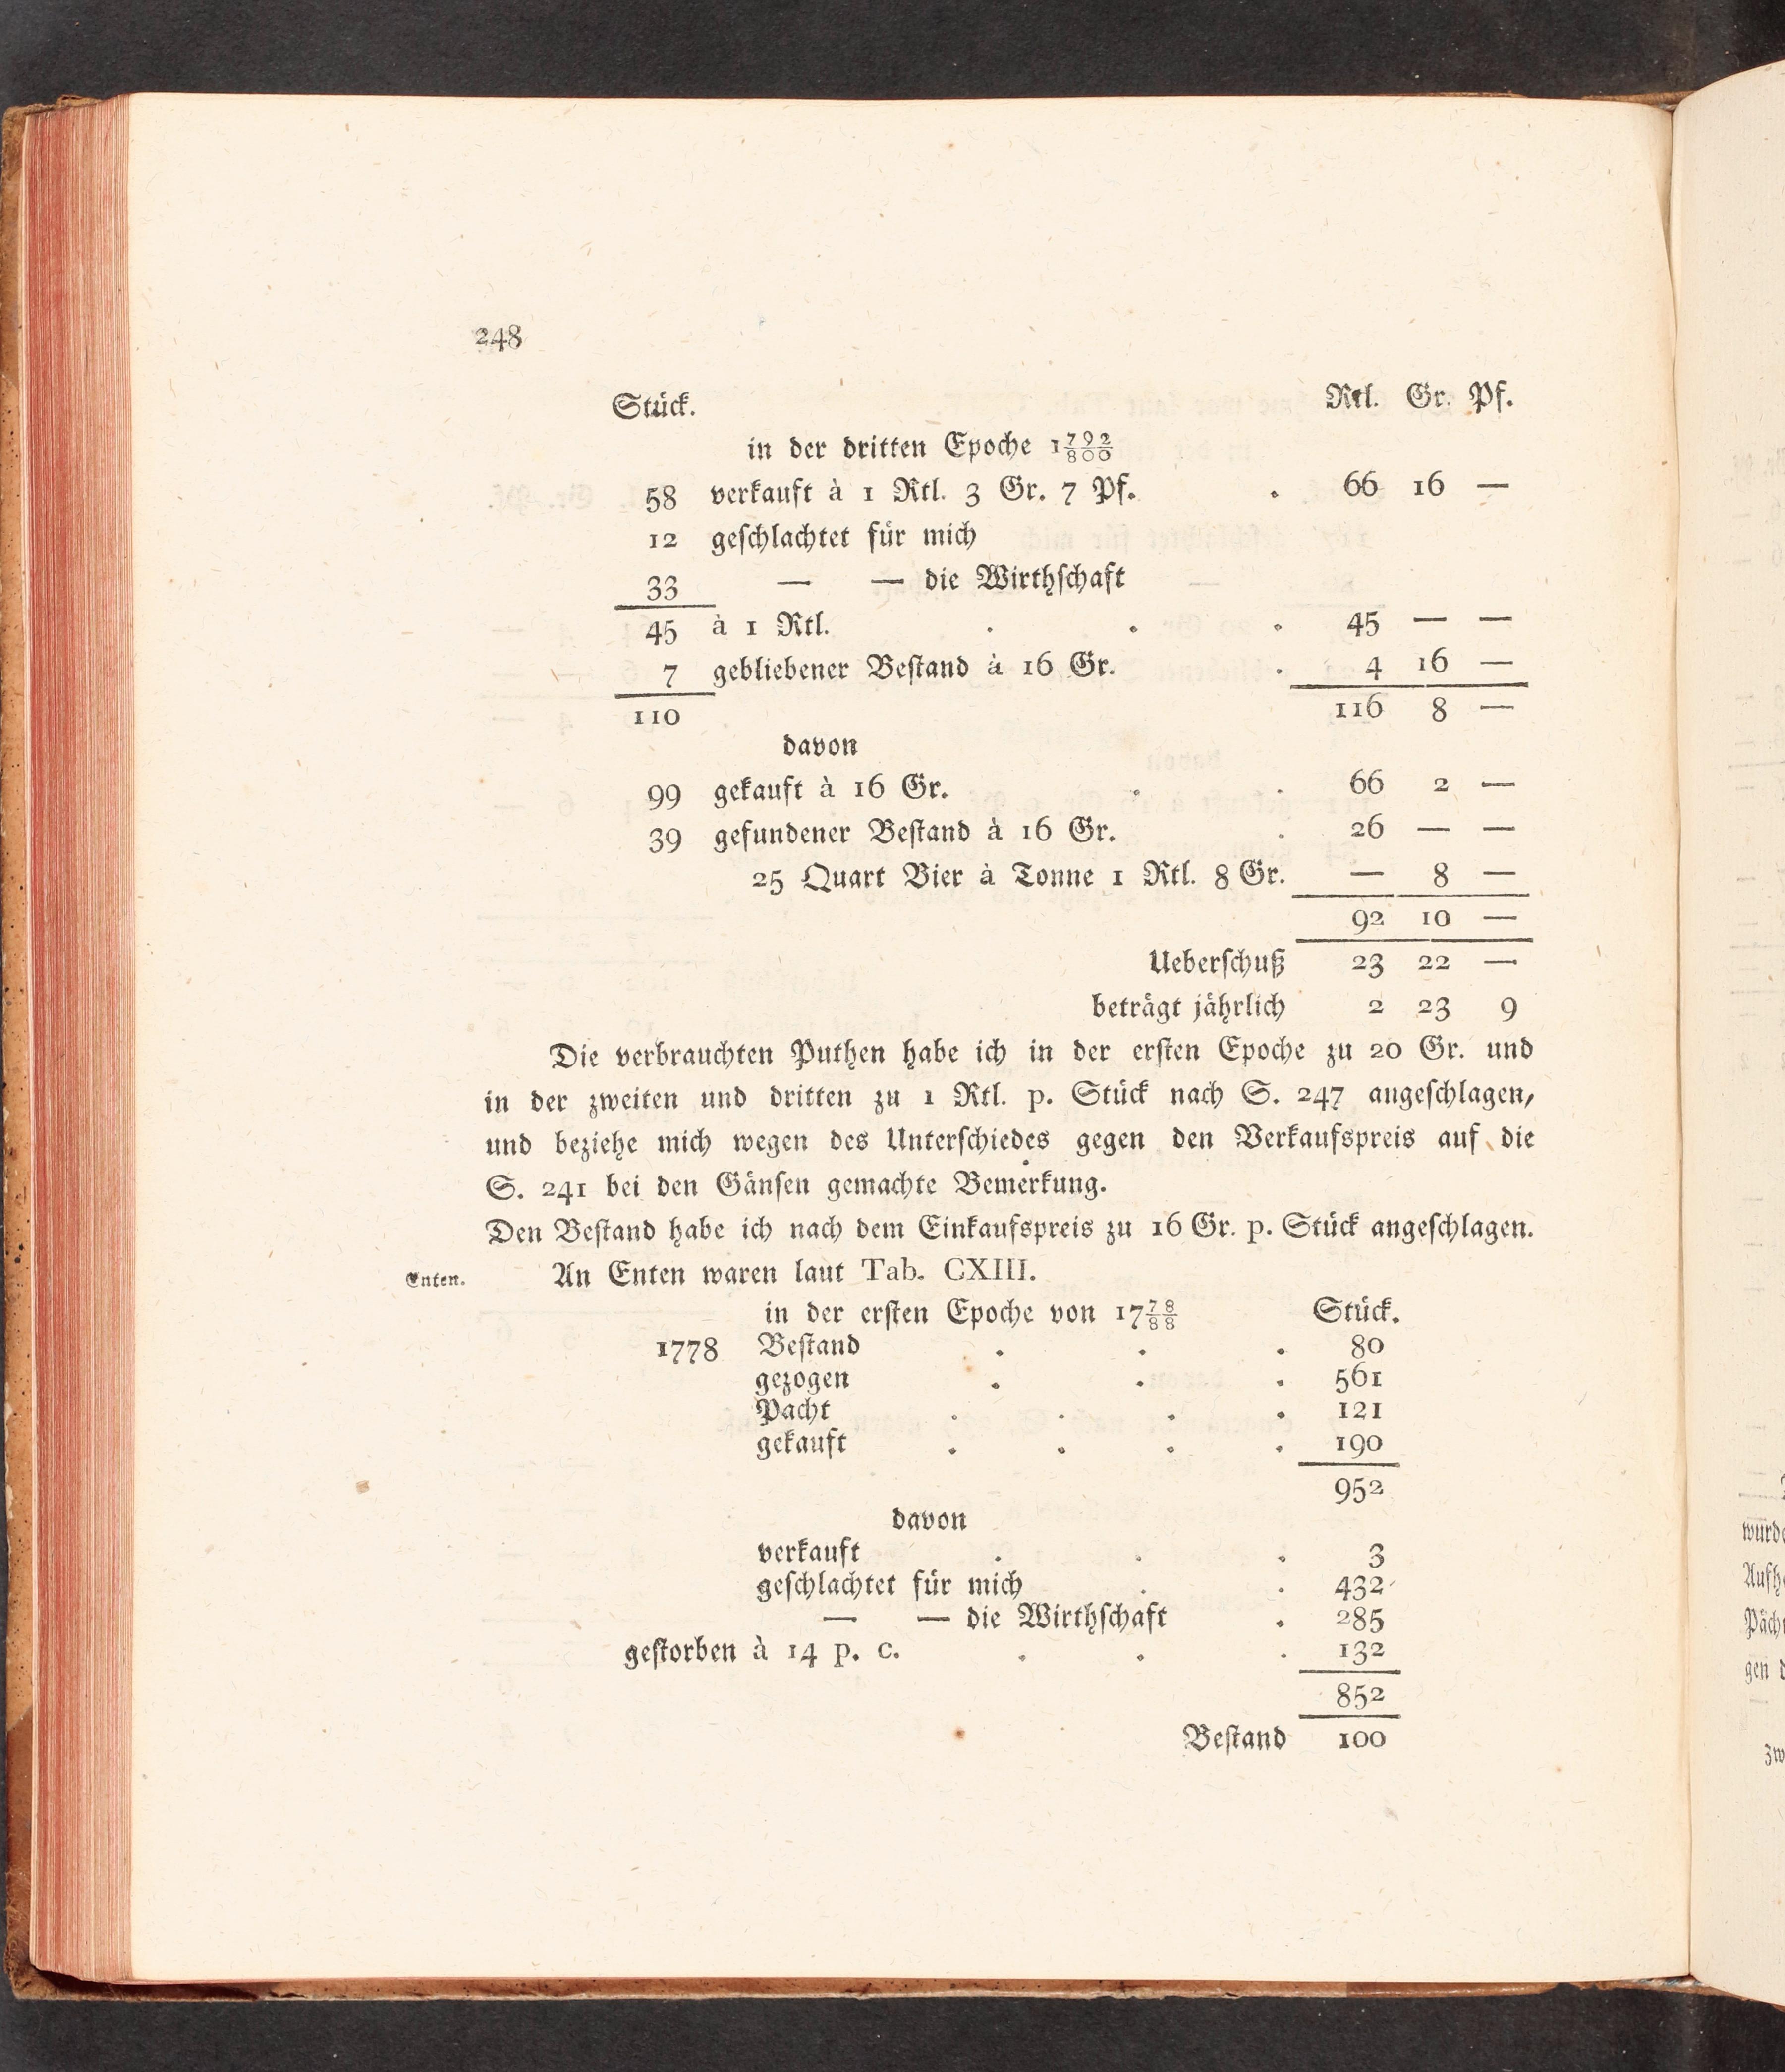 248
Stück. Rtl. Gr. Pf.
in der dritten Epoche 1792/800
58 verkauft à 1 Rtl. 3 Gr. 7 Pf. . 66 16 —
12 geſchlachtet für mich
33 — — die Wirthſchaft
45 à 1 Rtl. . . . 45 — —
7 gebliebener Beſtand à 16 Gr. . 4 16 —
110 116 8 —
davon
99 gekauft à 16 Gr. . . 66 2 —
39 gefundener Beſtand à 16 Gr. . 26 — —
25 Quart Bier à Tonne 1 Rtl. 8 Gr. — 8 —
92 10 —
Ueberſchuß 23 22 —
beträgt jährlich 2 23 9
Die verbrauchten Puthen habe ich in der erſten Epoche zu 20 Gr. und
in der zweiten und dritten zu 1 Rtl. p. Stück nach S. 247 angeſchlagen,
und beziehe mich wegen des Unterſchiedes gegen den Verkaufspreis auf die
S. 241 bei den Gänſen gemachte Bemerkung.
Den Beſtand habe ich nach dem Einkaufspreis zu 16 Gr. p. Stück angeſchlagen.
Enten. An Enten waren laut Tab. CXIII.
in der erſten Epoche von 1778/88 Stück.
1778 Beſtand . . . 80
gezogen . . . 561
Pacht . . . . 121
gekauft . . . . 190
952
davon
verkauft . . . 3
geſchlachtet für mich . . 432
— — die Wirthſchaft . 285
geſtorben à 14 p. c. . . . 132
852
Beſtand 100
wurde
Pächt
gen
zw